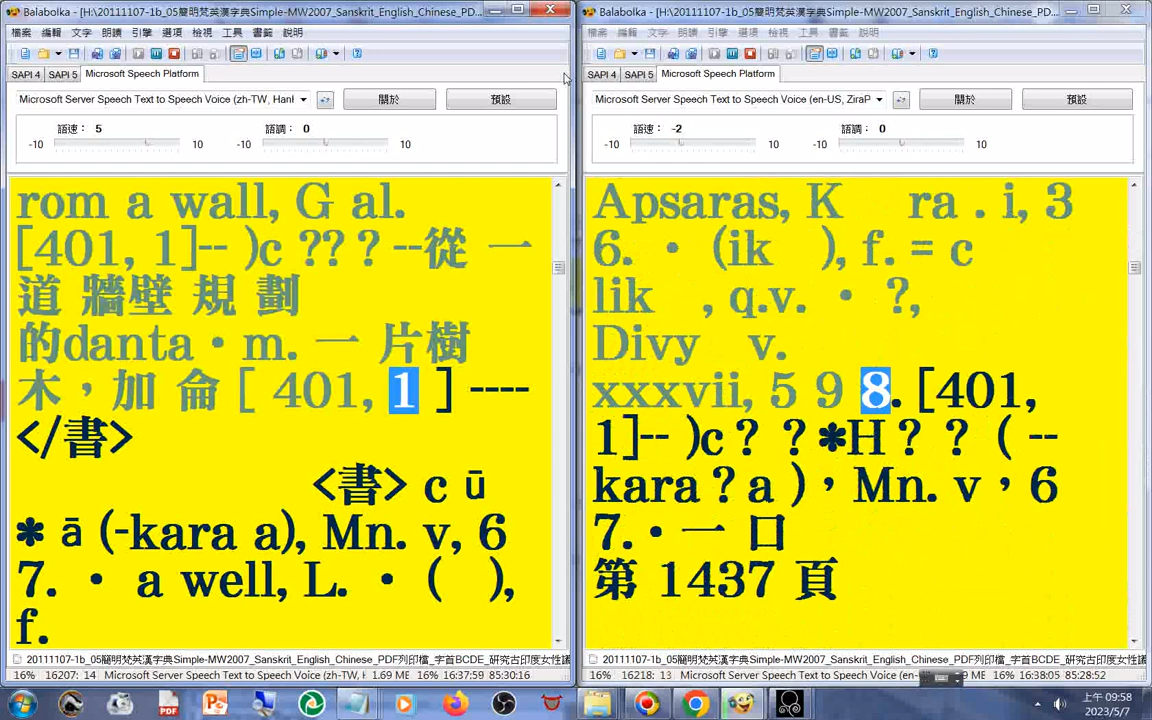 Balabolka - [H:\20111107-1b_05簡明梵英漢字典Simple-MW2007_Sanskrit_English_Chinese_PD...
檔案 編輯 文字 朗讀 引擎 選項 檢視 工具 書籤 說明
SAPI 4 SAPI 5 Microsoft Speech Platform
Microsoft Server Speech Text to Speech Voice (zh-TW, Hanl
關於 預設
語速： 5 語調： 0
-10 10 -10 10
rom a wall, G al.
[401, 1]-- )c ?? ? --從 一
道 牆壁 規 劃
的danta・m. 一 片樹
木，加 侖 [ 401, 1 ] ----
</書>
<書> c ū
* ā (-kara a), Mn. v, 6
7. ・ a well, L. ・ ( ),
f.
20111107-1b_05簡明梵英漢字典Simple-MW2007_Sanskrit_English_Chinese_PDF列印檔_字首BCDE_研究古印度女性議
16% 16207: 14 Microsoft Server Speech Text to Speech Voice (zh-TW, H 1.69 MB 16% 16:37:59 85:30:16
Balabolka - [H:\20111107-1b_05簡明梵英漢字典Simple-MW2007_Sanskrit_English_Chinese_PD...
檔案 編輯 文字 朗讀 引擎 選項 檢視 工具 書籤 說明
SAPI 4 SAPI 5 Microsoft Speech Platform
Microsoft Server Speech Text to Speech Voice (en-US, ZiraP
關於 預設
語速： -2 語調： 0
-10 10 -10 10
Apsaras, K ra . i, 3
6. ・ (ik ), f. = c
lik , q.v. ・ ?,
Divy v.
xxxvii, 5 9 8. [401,
1]-- )c？？*H？？ ( --
kara？a )，Mn. v，6
7.・一 口
第 1437 頁
20111107-1b_05簡明梵英漢字典Simple-MW2007_Sanskrit_English_Chinese_PDF列印檔_字首BCDE_研究古印度女性議
16% 16218: 13 Microsoft Server Speech Text to Speech Voice (en-US, Z 16% 16:38:05 85:28:52
上午 09:58
2023/5/7